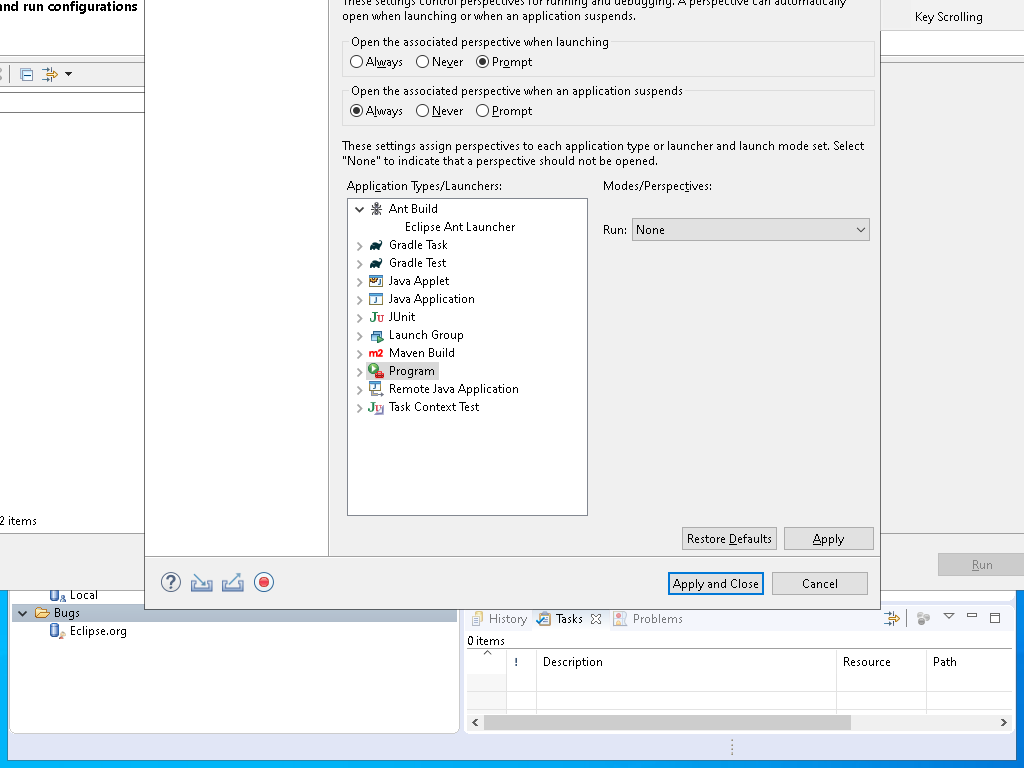 and run configurations
These settings control perspectives for running and debugging. A perspective can automatically
open when launching or when an application suspends.
Key Scrolling
Open the associated perspective when launching
Always
Never
Prompt
Open the associated perspective when an application suspends
Always
Never
Prompt
These settings assign perspectives to each application type or launcher and launch mode set. Select
"None" to indicate that a perspective should not be opened.
Application Types/Launchers:
Modes/Perspectives:
Ant Build
Eclipse Ant Launcher
Run:
None
Gradle Task
Gradle Test
Java Applet
Java Application
Ju JUnit
Launch Group
m2 Maven Build
Program
Remote Java Application
Ju Task Context Test
2 items
Restore Defaults
Apply
Run
?
Apply and Close
Cancel
Local
Bugs
Eclipse.org
History
Tasks
Problems
0 items
!
Description
Resource
Path